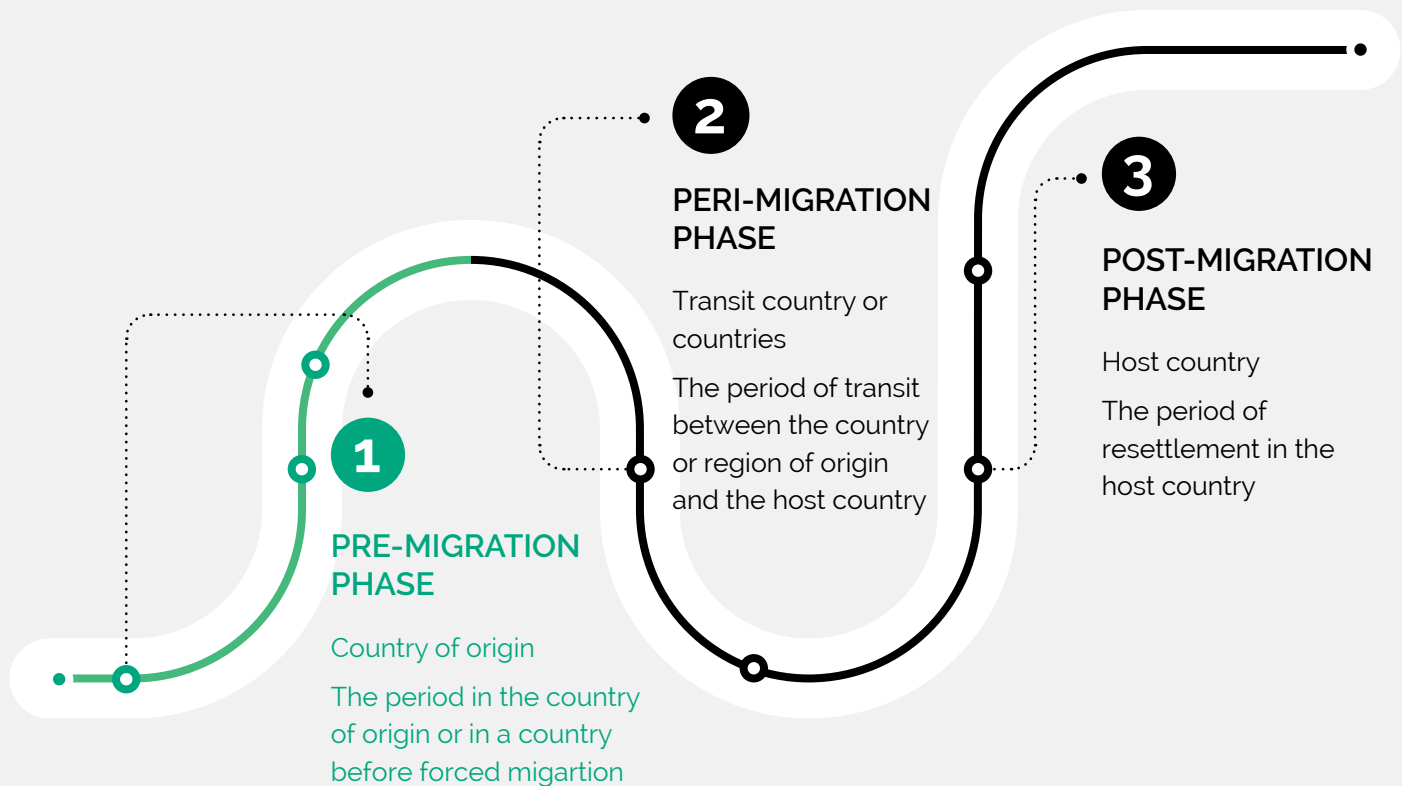 1
PRE-MIGRATION
PHASE
Country of origin
The period in the country
of origin or in a country
before forced migartion
2
PERI-MIGRATION
PHASE
Transit country or
countries
The period of transit
between the country
or region of origin
and the host country
3
POST-MIGRATION
PHASE
Host country
The period of
resettlement in the
host country